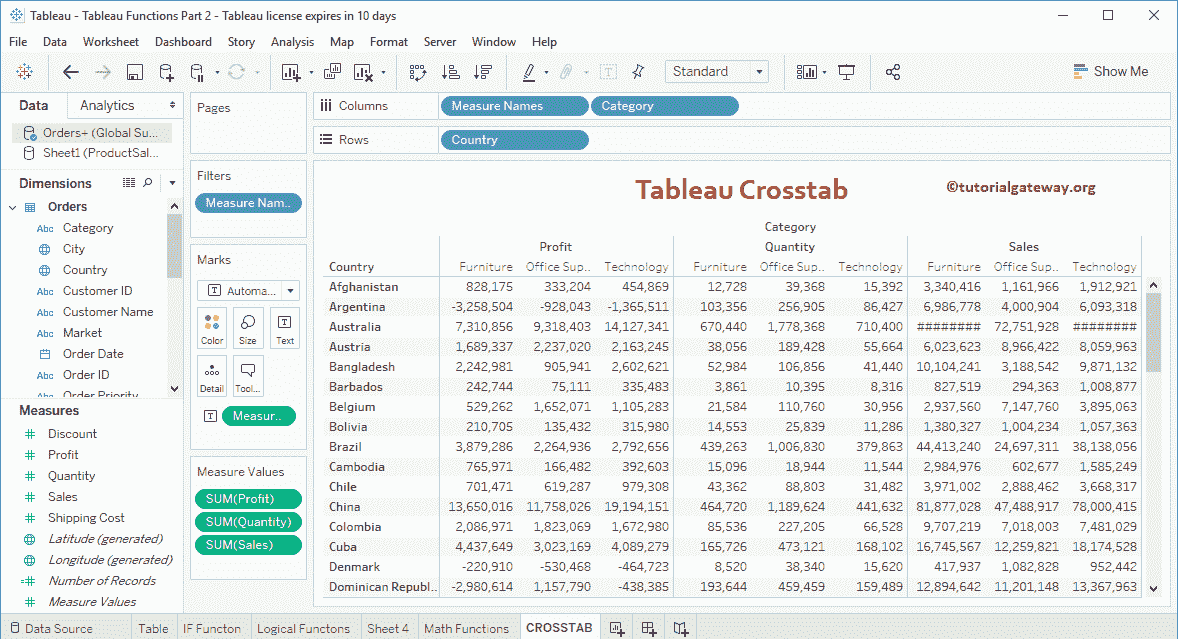 Tableau - Tableau Functions Part 2 - Tableau license expires in 10 days
File Data Worksheet Dashboard Story Analysis Map Format Server Window Help
Standard Show Me
Data Analytics
Orders+ (Global Su...
Sheet1 (ProductSal...
Dimensions
Orders
Abc Category
City
Country
Abc Customer ID
Abc Customer Name
Abc Market
Order Date
Abc Order ID
Abc Order Priority
Measures
Discount
Profit
Quantity
Sales
Shipping Cost
Latitude (generated)
Longitude (generated)
Number of Records
Measure Values
Pages
Filters
Measure Nam..
Marks
Automa...
Color Size Text
Detail Tool...
Measur..
Measure Values
SUM(Profit)
SUM(Quantity)
SUM(Sales)
Columns Measure Names Category
Rows Country
Tableau Crosstab ©tutorialgateway.org
Category
Profit Quantity Sales
Country Furniture Office Sup.. Technology Furniture Office Sup.. Technology Furniture Office Sup.. Technology
Afghanistan 828,175 333,204 454,869 12,728 39,368 15,392 3,340,416 1,161,966 1,912,921
Argentina -3,258,504 -928,043 -1,365,511 103,356 256,905 86,427 6,986,778 4,000,904 6,093,318
Australia 7,310,856 9,318,403 14,127,341 670,440 1,778,368 710,400 ######## 72,751,928 ########
Austria 1,689,337 2,237,020 2,163,245 38,056 189,428 55,664 6,023,623 8,966,422 8,059,963
Bangladesh 2,242,981 905,941 2,602,621 52,984 106,856 41,440 10,104,241 3,188,542 9,871,132
Barbados 242,744 75,111 335,483 3,861 10,395 8,316 827,519 294,363 1,008,877
Belgium 529,262 1,652,071 1,105,283 21,584 110,760 30,956 2,937,560 7,147,760 3,895,063
Bolivia 210,705 135,432 315,980 14,553 25,839 11,286 1,380,327 1,004,234 1,057,363
Brazil 3,879,286 2,264,936 2,792,656 439,263 1,006,830 379,863 44,413,240 24,697,311 38,138,056
Cambodia 765,971 166,482 392,603 15,096 18,944 11,544 2,984,976 602,677 1,585,249
Chile 701,471 619,287 979,308 43,362 88,803 31,482 3,971,002 2,888,462 3,668,317
China 13,650,016 11,758,026 19,194,151 464,720 1,189,624 441,632 81,877,028 47,488,917 78,000,415
Colombia 2,086,971 1,823,069 1,672,980 85,536 227,205 66,528 9,707,219 7,018,003 7,481,029
Cuba 4,437,649 3,023,169 4,089,279 165,726 473,121 168,102 16,745,567 12,259,821 18,174,528
Denmark -220,910 -530,468 -464,723 8,520 38,340 15,620 417,937 1,082,828 952,442
Dominican Republ.. -2,980,614 1,157,790 -438,385 193,644 459,459 159,489 12,894,642 11,201,148 13,367,963
Data Source Table IF Functon Logical Functons Sheet 4 Math Functions CROSSTAB